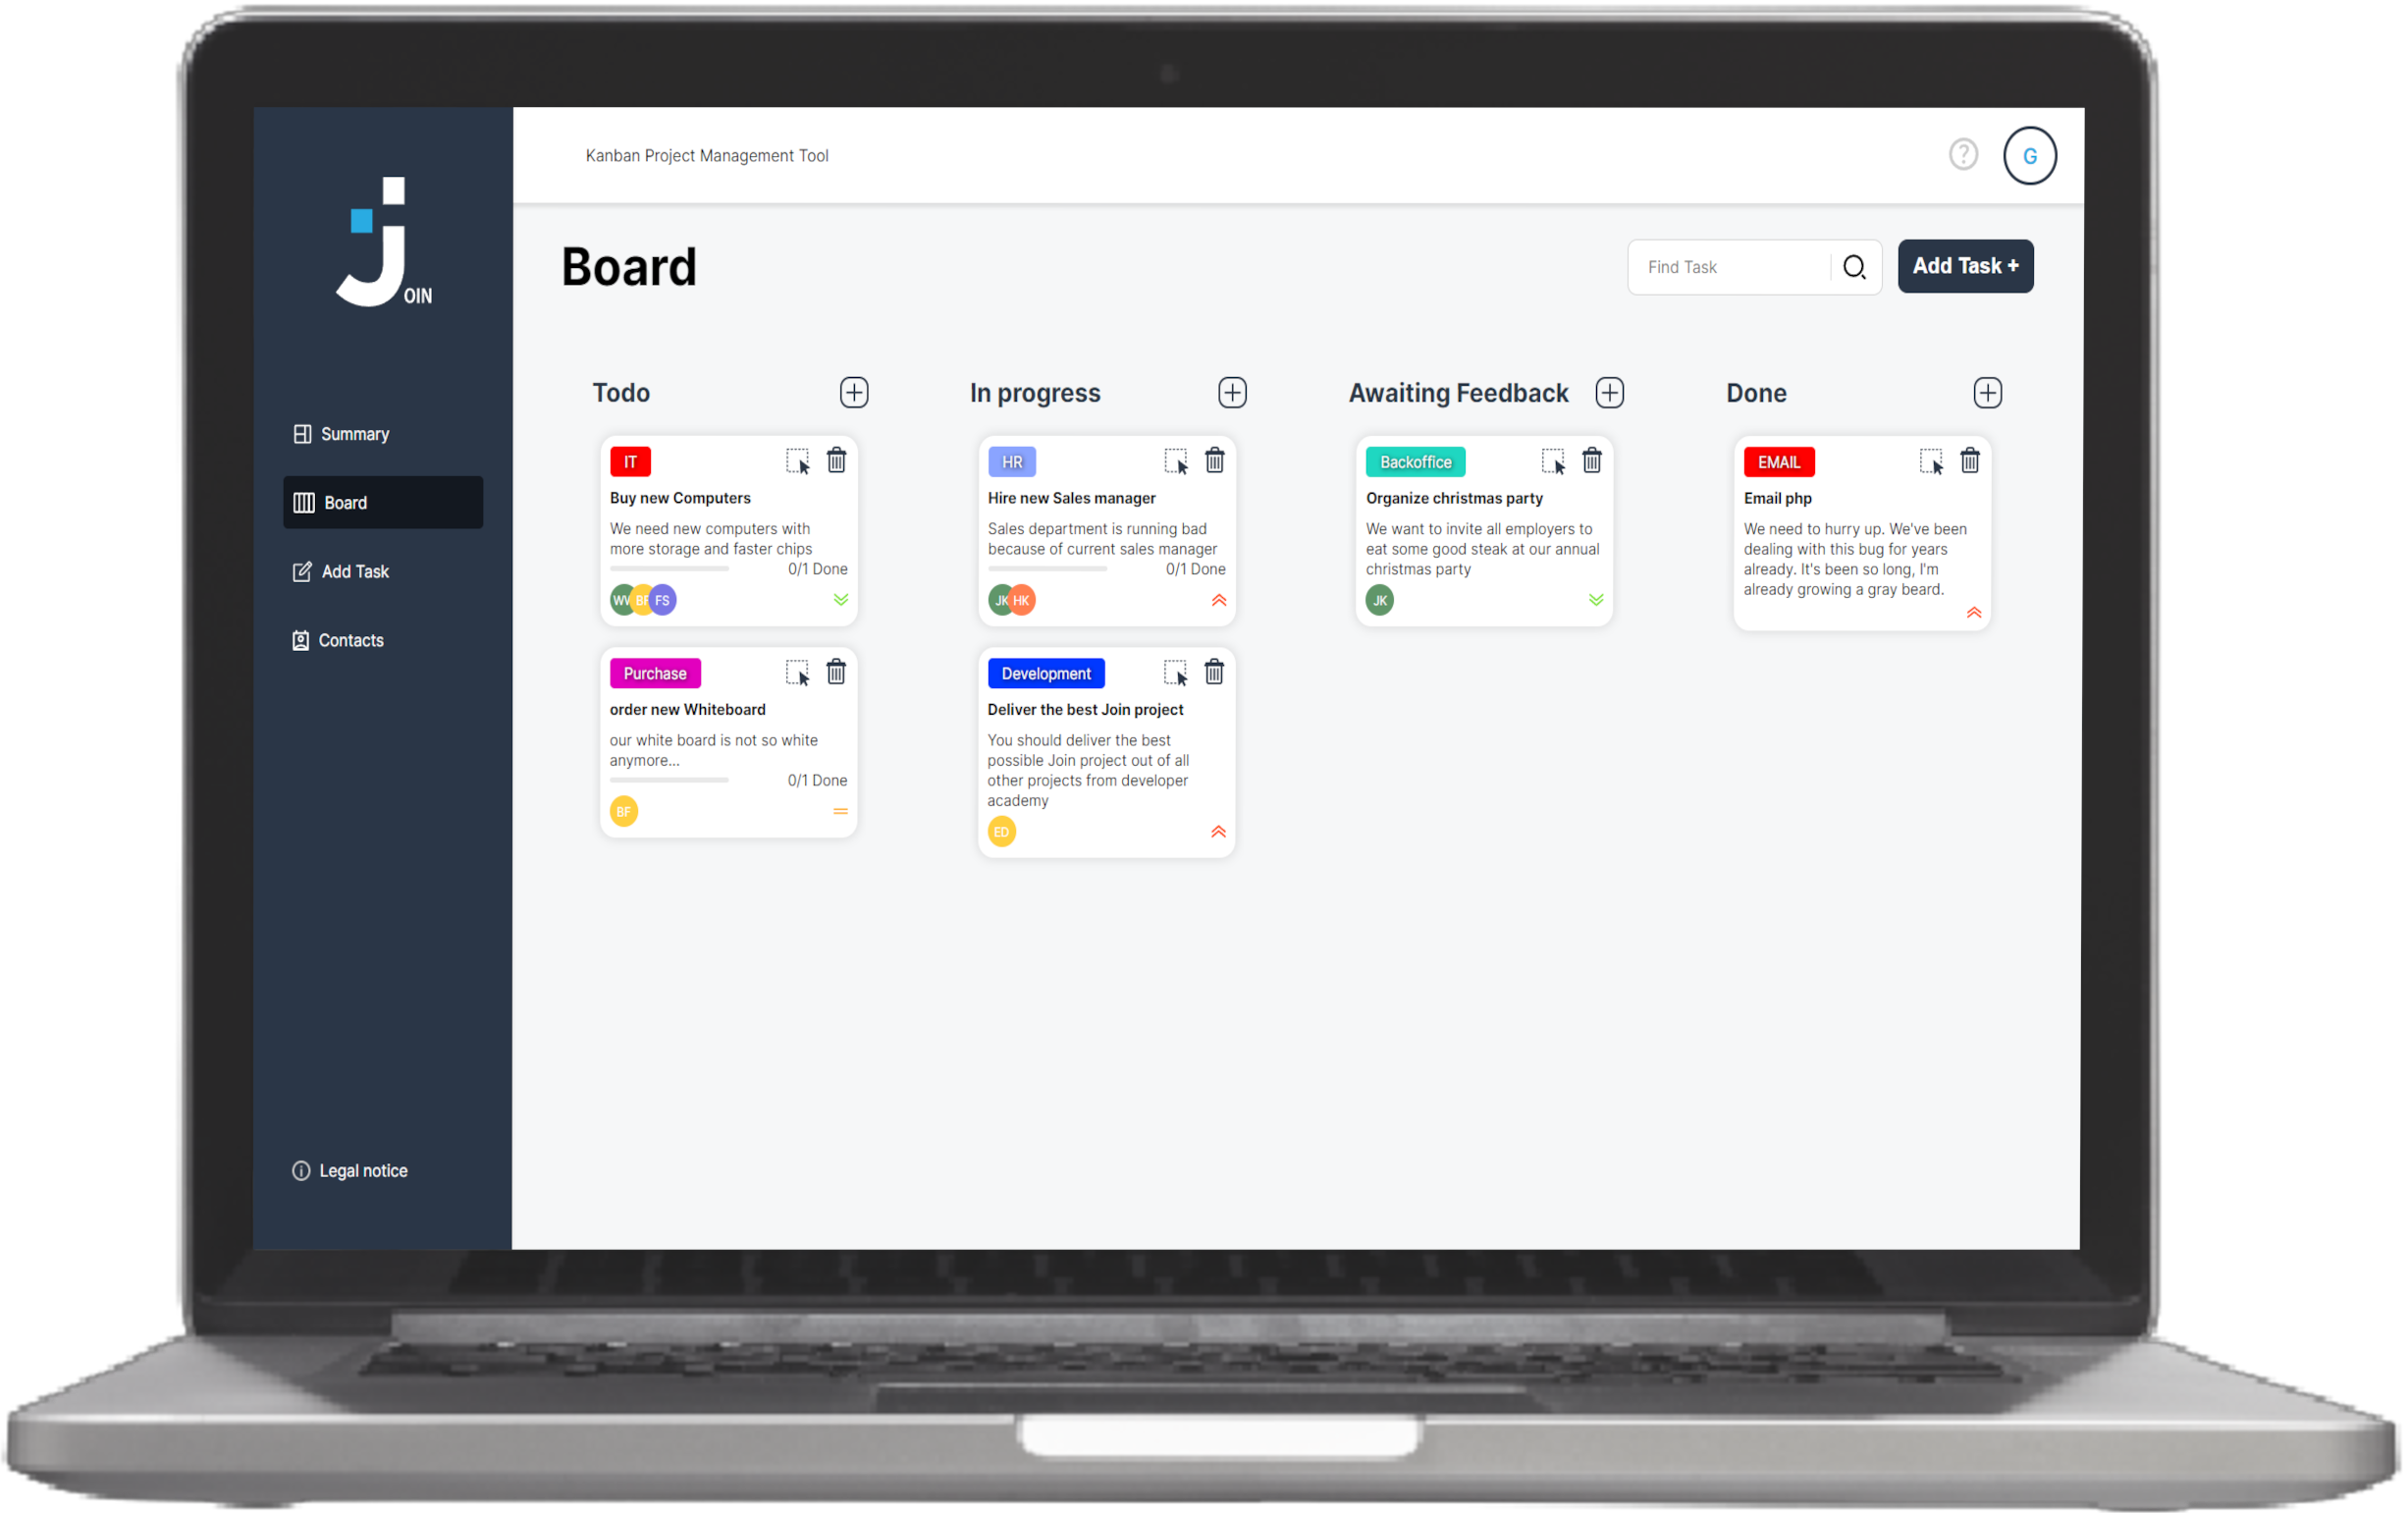 Kanban Project Management Tool
G
JOIN
Board
Find Task
Add Task +
Summary
Board
Add Task
Contacts
Legal notice
Todo
IT
Buy new Computers
We need new computers with
more storage and faster chips
0/1 Done
BF
FS
Purchase
order new Whiteboard
our white board is not so white
anymore...
0/1 Done
BF
In progress
HR
Hire new Sales manager
Sales department is running bad
because of current sales manager
0/1 Done
JK
HK
Development
Deliver the best Join project
You should deliver the best
possible Join project out of all
other projects from developer
academy
ED
Awaiting Feedback
Backoffice
Organize christmas party
We want to invite all employers to
eat some good steak at our annual
christmas party
JK
Done
EMAIL
Email php
We need to hurry up. We've been
dealing with this bug for years
already. It's been so long, I'm
already growing a gray beard.